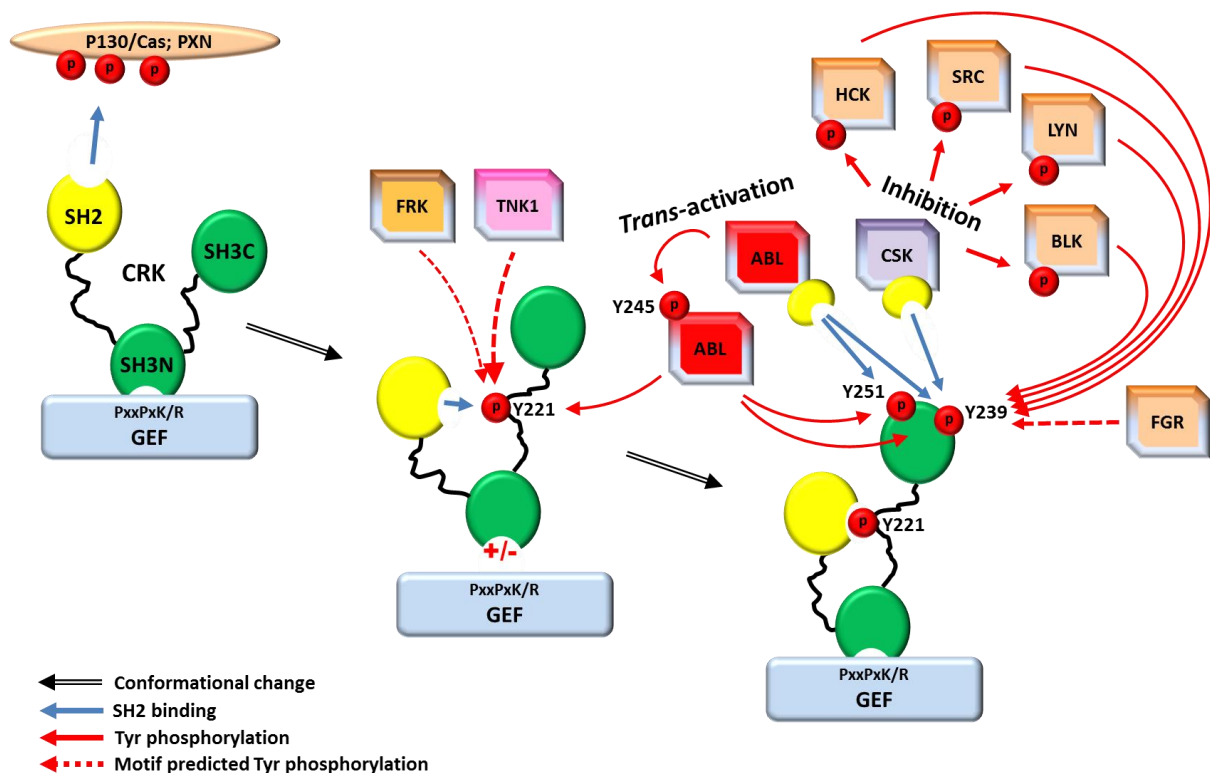 P130/Cas; PXN
p p p
SH2
CRK
SH3C
SH3N
PxxPxK/R
GEF
FRK
TNK1
p
Y221
+/-
PxxPxK/R
GEF
Trans-activation
ABL
Y245
p
ABL
CSK
Inhibition
HCK
p
SRC
p
LYN
p
BLK
p
Y251
p
p
Y239
FGR
p
Y221
PxxPxK/R
GEF
Conformational change
SH2 binding
Tyr phosphorylation
Motif predicted Tyr phosphorylation